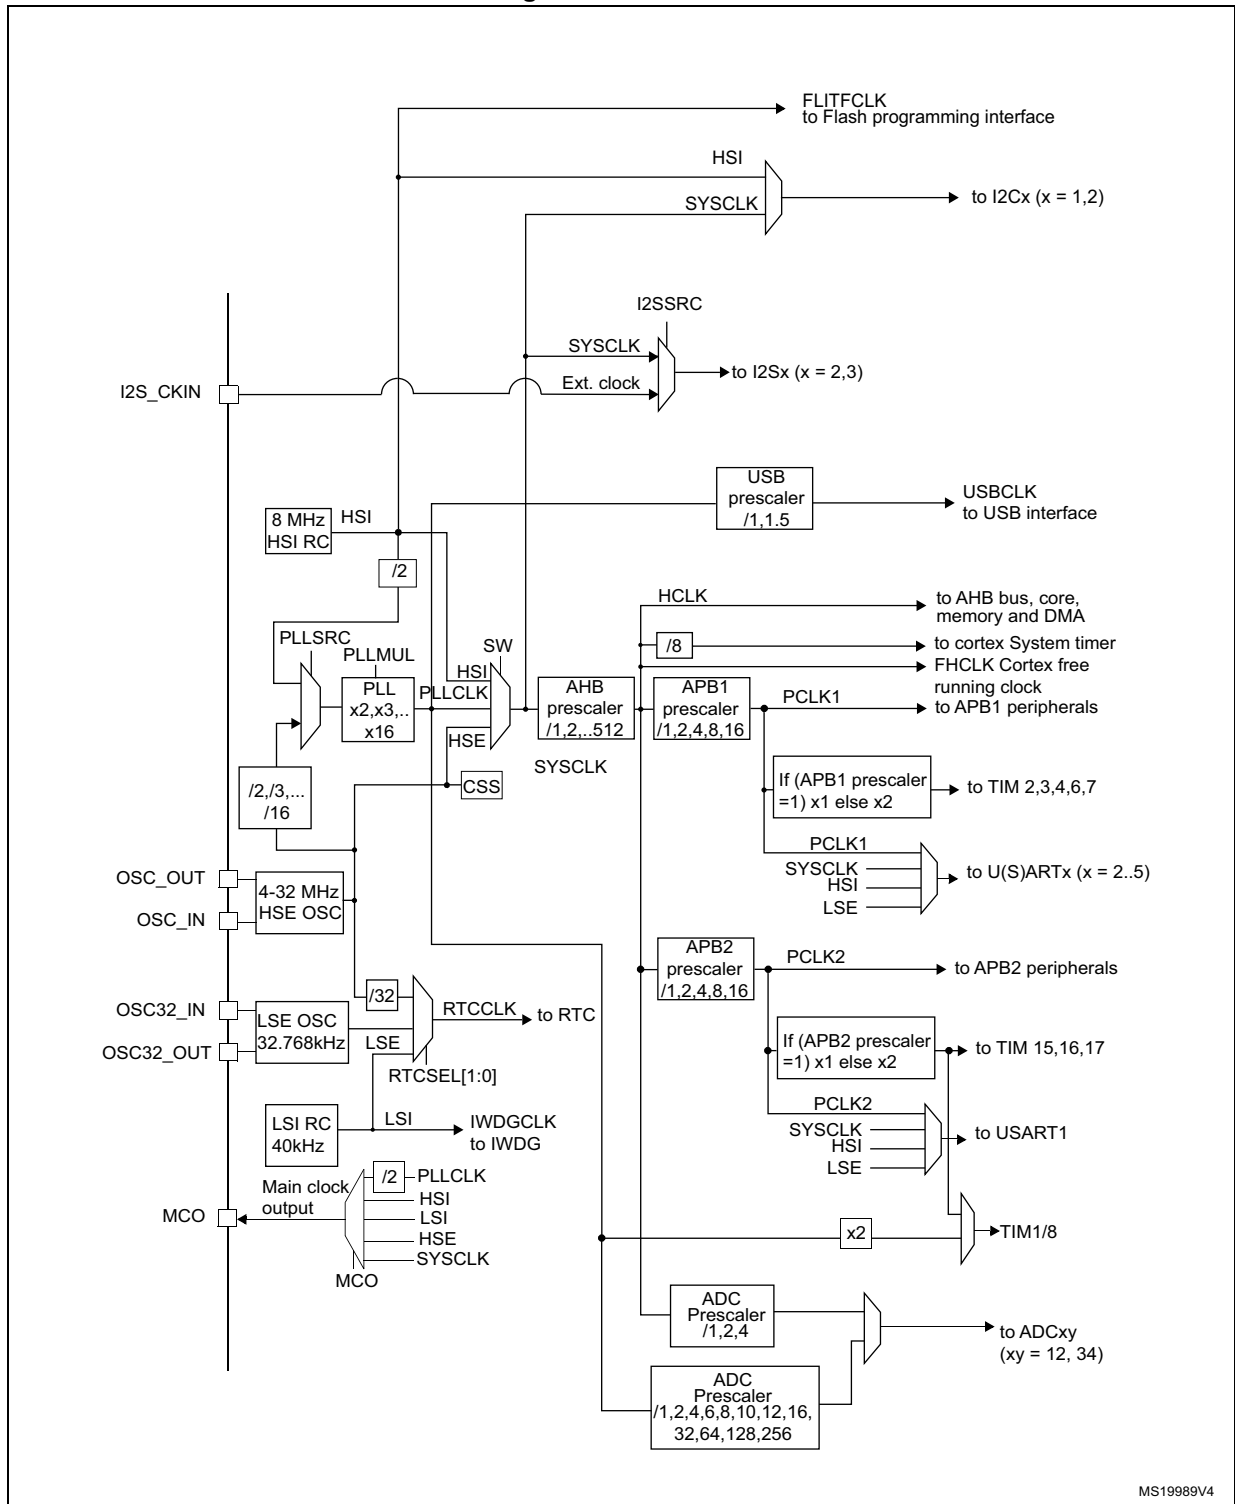 FLITFCLK
to Flash programming interface
HSI
SYSCLK
to I2Cx (x = 1,2)
I2SSRC
SYSCLK
to I2Sx (x = 2,3)
I2S_CKIN
Ext. clock
USB
prescaler
/1,1.5
USBCLK
to USB interface
8 MHz
HSI RC
HSI
/2
HCLK
to AHB bus, core,
memory and DMA
/8
to cortex System timer
FHCLK Cortex free
running clock
PLLSRC
PLLMUL
PLL
x2,x3,..
x16
SW
HSI
PLLCLK
HSE
AHB
prescaler
/1,2,..512
SYSCLK
APB1
prescaler
/1,2,4,8,16
PCLK1
to APB1 peripherals
/2,/3,...
/16
CSS
If (APB1 prescaler
=1) x1 else x2
to TIM 2,3,4,6,7
PCLK1
SYSCLK
HSI
LSE
to U(S)ARTx (x = 2..5)
OSC_OUT
OSC_IN
4-32 MHz
HSE OSC
APB2
prescaler
/1,2,4,8,16
PCLK2
to APB2 peripherals
/32
OSC32_IN
OSC32_OUT
LSE OSC
32.768kHz
LSE
RTCCLK
to RTC
RTCSEL[1:0]
If (APB2 prescaler
=1) x1 else x2
to TIM 15,16,17
LSI RC
40kHz
LSI
IWDGCLK
to IWDG
PCLK2
SYSCLK
HSI
LSE
to USART1
MCO
Main clock
output
/2
PLLCLK
HSI
LSI
HSE
SYSCLK
MCO
x2
TIM1/8
ADC
Prescaler
/1,2,4
to ADCxy
(xy = 12, 34)
ADC
Prescaler
/1,2,4,6,8,10,12,16,
32,64,128,256
MS19989V4